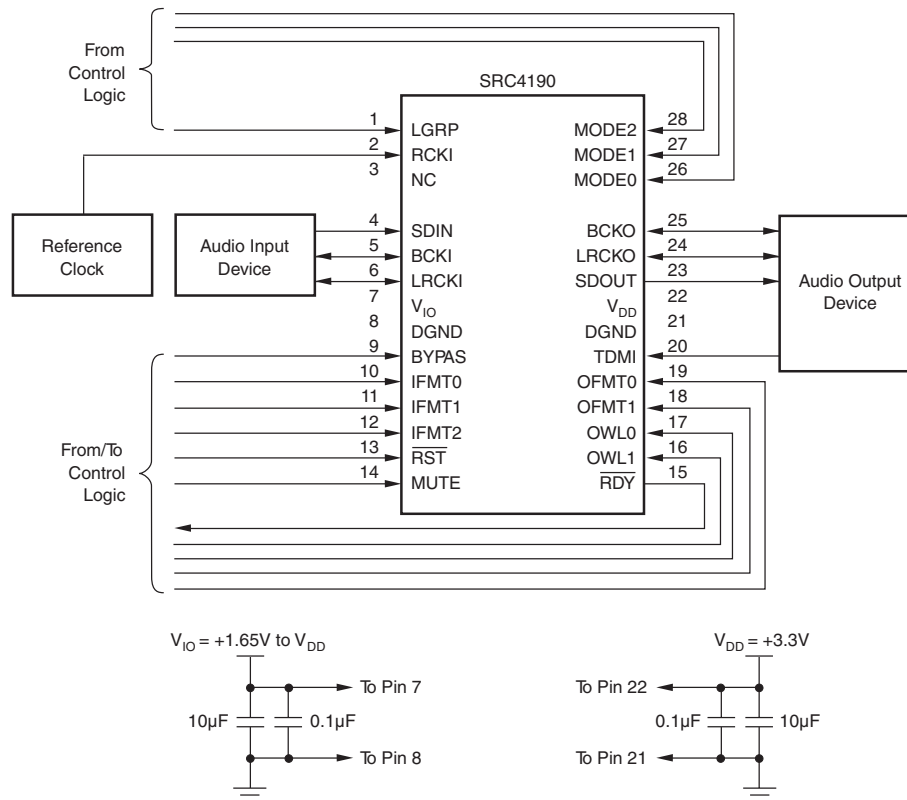 From
Control
Logic
SRC4190
1 LGRP MODE2 28
2 RCKI MODE1 27
3 NC MODE0 26
Reference
Clock
Audio Input
Device
4 SDIN BCKO 25
5 BCKI LRCKO 24
6 LRCKI SDOUT 23
7 VIO VDD 22
8 DGND DGND 21
9 BYPAS TDMI 20
10 IFMT0 OFMT0 19
11 IFMT1 OFMT1 18
12 IFMT2 OWL0 17
13 RST OWL1 16
14 MUTE RDY 15
Audio Output
Device
From/To
Control
Logic
VIO = +1.65V to VDD
To Pin 7
10μF 0.1μF
To Pin 8
VDD = +3.3V
To Pin 22
0.1μF 10μF
To Pin 21